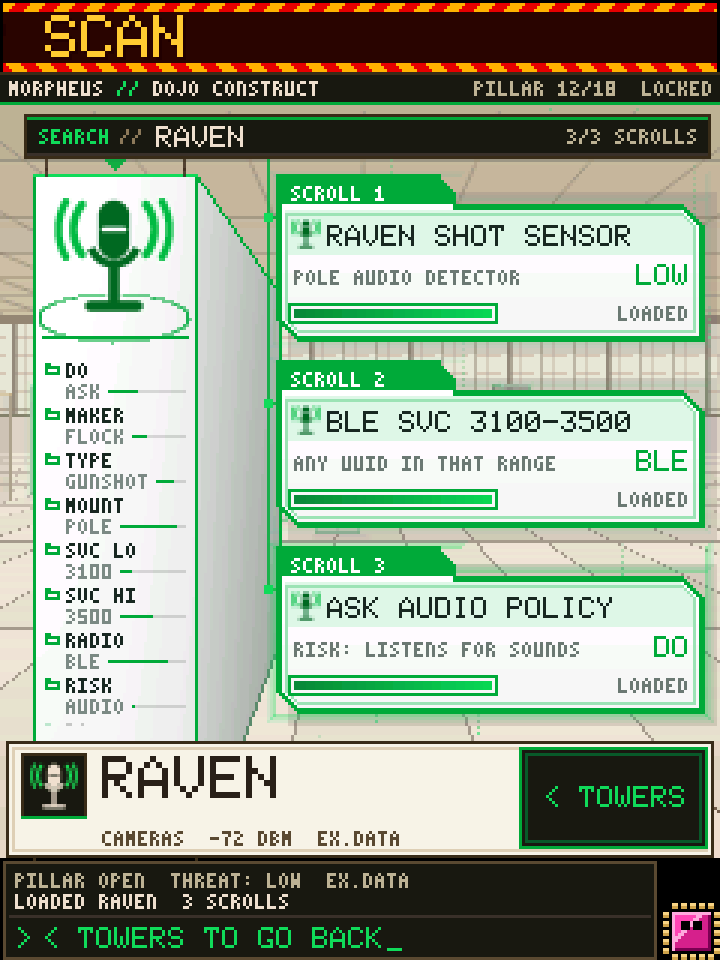 SCAN
MORPHEUS // DOJO CONSTRUCT PILLAR 12/18 LOCKED
SEARCH // RAVEN 3/3 SCROLLS
DO
ASK
MAKER
FLOCK
TYPE
GUNSHOT
MOUNT
POLE
SVC LO
3100
SVC HI
3500
RADIO
BLE
RISK
AUDIO
SCROLL 1
RAVEN SHOT SENSOR
POLE AUDIO DETECTOR LOW
LOADED
SCROLL 2
BLE SVC 3100-3500
ANY UUID IN THAT RANGE BLE
LOADED
SCROLL 3
ASK AUDIO POLICY
RISK: LISTENS FOR SOUNDS DO
LOADED
RAVEN
CAMERAS -72 DBM EX.DATA
< TOWERS
PILLAR OPEN THREAT: LOW EX.DATA
LOADED RAVEN 3 SCROLLS
> < TOWERS TO GO BACK_